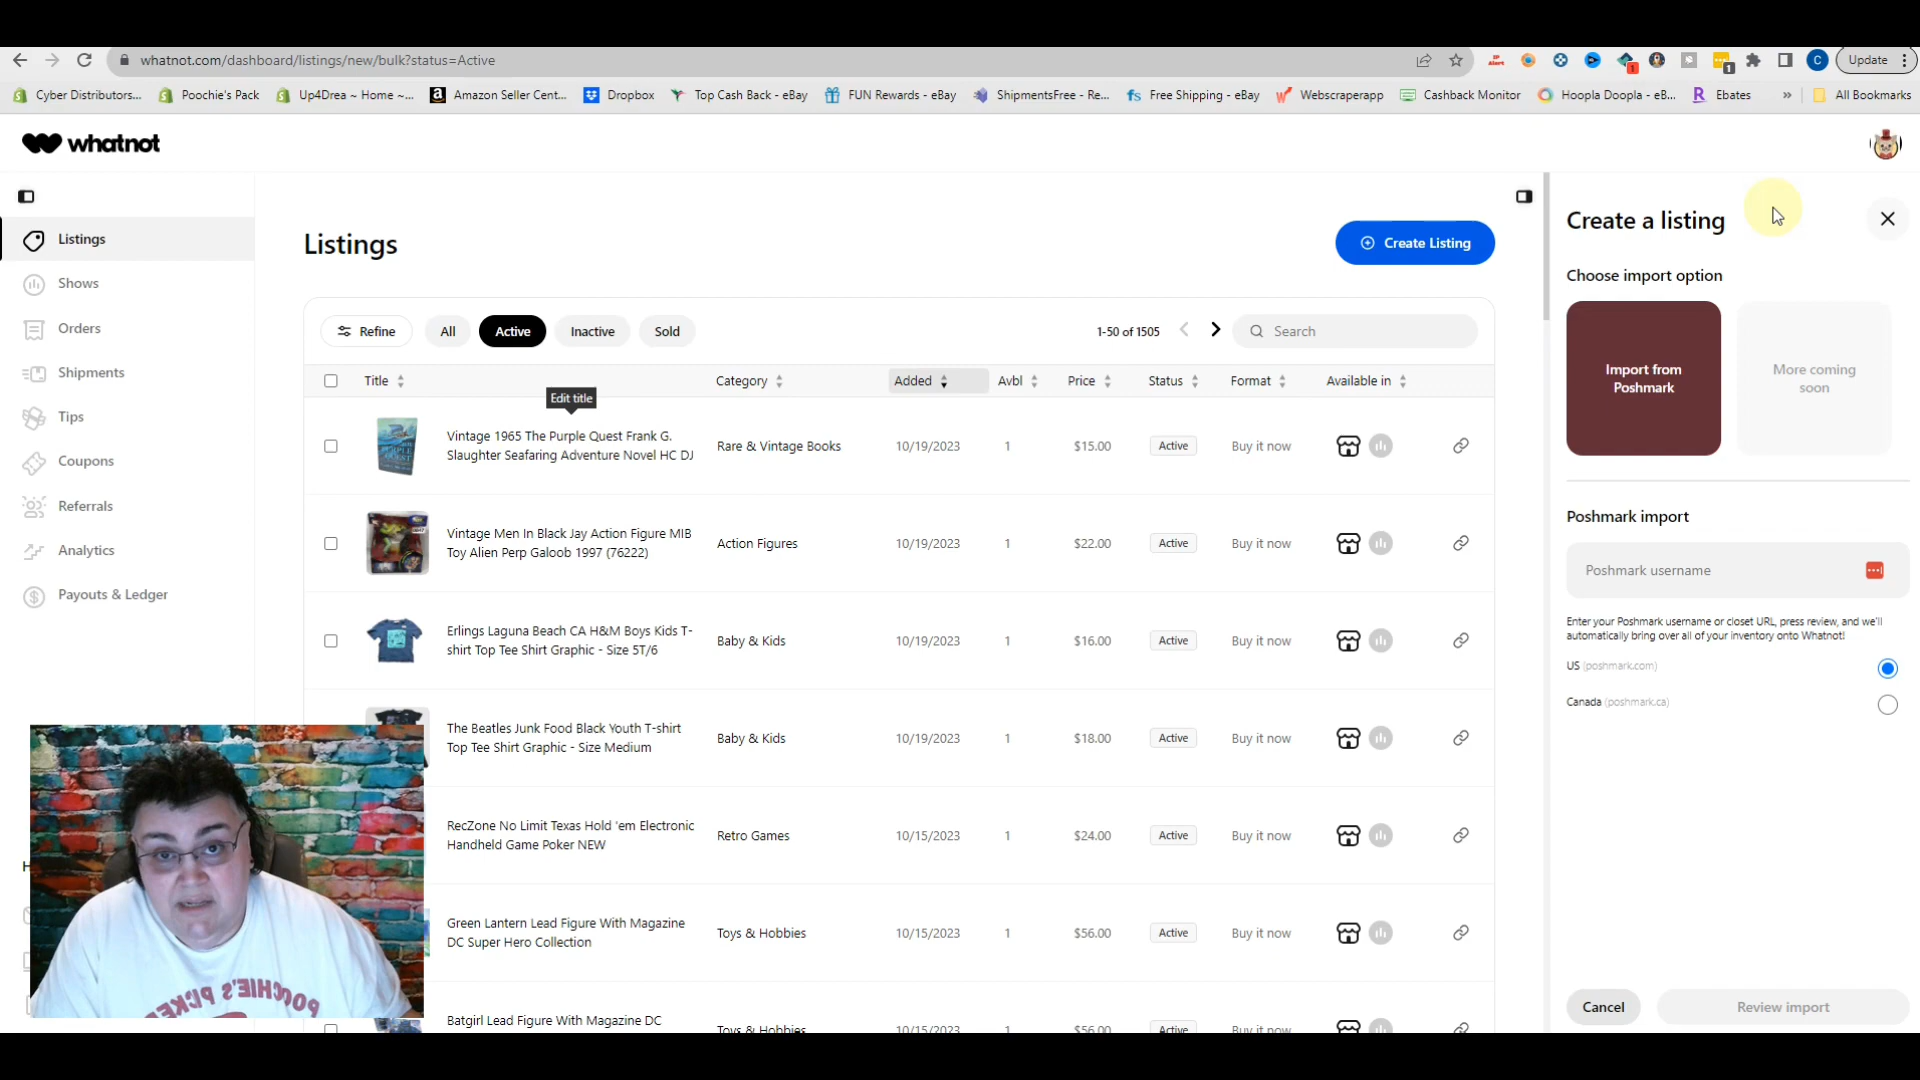 whatnot.com/dashboard/listings/new/bulk?status=Active
Update
Cyber Distributors...
Poochie's Pack
Up4Drea ~ Home ~...
Amazon Seller Cent...
Dropbox
Top Cash Back - eBay
FUN Rewards - eBay
ShipmentsFree - Re...
Free Shipping - eBay
Webscraperapp
Cashback Monitor
Hoopla Doopla - eB...
Ebates
»
All Bookmarks
whatnot
Listings
Shows
Orders
Shipments
Tips
Coupons
Referrals
Analytics
Payouts & Ledger
Listings
Create Listing
Refine
All
Active
Inactive
Sold
1-50 of 1505
Search
Title
Category
Added
Avbl
Price
Status
Format
Available in
Edit title
Vintage 1965 The Purple Quest Frank G.
Slaughter Seafaring Adventure Novel HC DJ
Rare & Vintage Books
10/19/2023
1
$15.00
Active
Buy it now
Vintage Men In Black Jay Action Figure MIB
Toy Alien Perp Galoob 1997 (76222)
Action Figures
10/19/2023
1
$22.00
Active
Buy it now
Erlings Laguna Beach CA H&M Boys Kids T-
shirt Top Tee Shirt Graphic - Size 5T/6
Baby & Kids
10/19/2023
1
$16.00
Active
Buy it now
The Beatles Junk Food Black Youth T-shirt
Top Tee Shirt Graphic - Size Medium
Baby & Kids
10/19/2023
1
$18.00
Active
Buy it now
RecZone No Limit Texas Hold 'em Electronic
Handheld Game Poker NEW
Retro Games
10/15/2023
1
$24.00
Active
Buy it now
Green Lantern Lead Figure With Magazine
DC Super Hero Collection
Toys & Hobbies
10/15/2023
1
$56.00
Active
Buy it now
Batgirl Lead Figure With Magazine DC
Toys & Hobbies
10/15/2023
1
$56.00
Active
Buy it now
Create a listing
Choose import option
Import from
Poshmark
More coming
soon
Poshmark import
Poshmark username
Enter your Poshmark username or closet URL, press review, and we'll
automatically bring over all of your inventory onto Whatnot!
US (poshmark.com)
Canada (poshmark.ca)
Cancel
Review import
POOCHIE'S PICKE